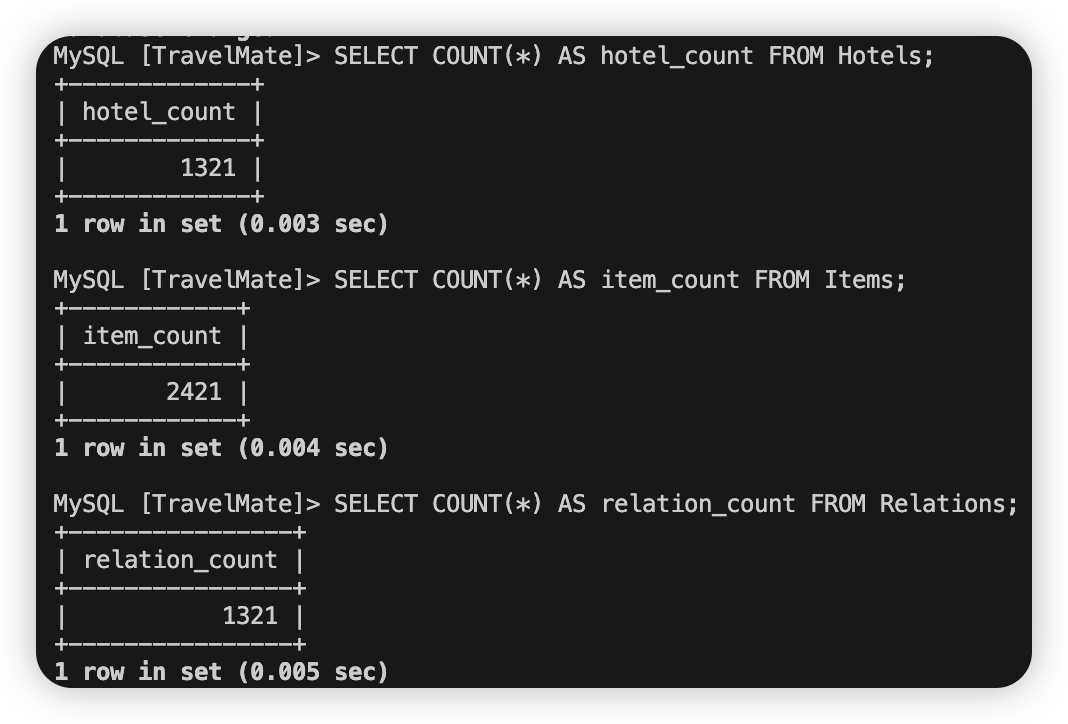 MySQL [TravelMate]> SELECT COUNT(*) AS hotel_count FROM Hotels;
+-------------+
| hotel_count |
+-------------+
|        1321 |
+-------------+
1 row in set (0.003 sec)

MySQL [TravelMate]> SELECT COUNT(*) AS item_count FROM Items;
+------------+
| item_count |
+------------+
|       2421 |
+------------+
1 row in set (0.004 sec)

MySQL [TravelMate]> SELECT COUNT(*) AS relation_count FROM Relations;
+----------------+
| relation_count |
+----------------+
|           1321 |
+----------------+
1 row in set (0.005 sec)